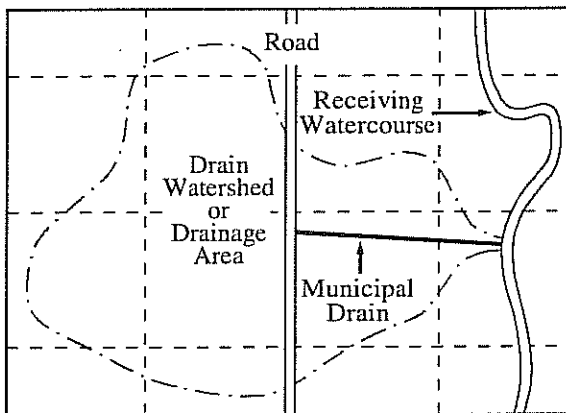 Road
Receiving
Watercourse
Drain
Watershed
or
Drainage
Area
Municipal
Drain